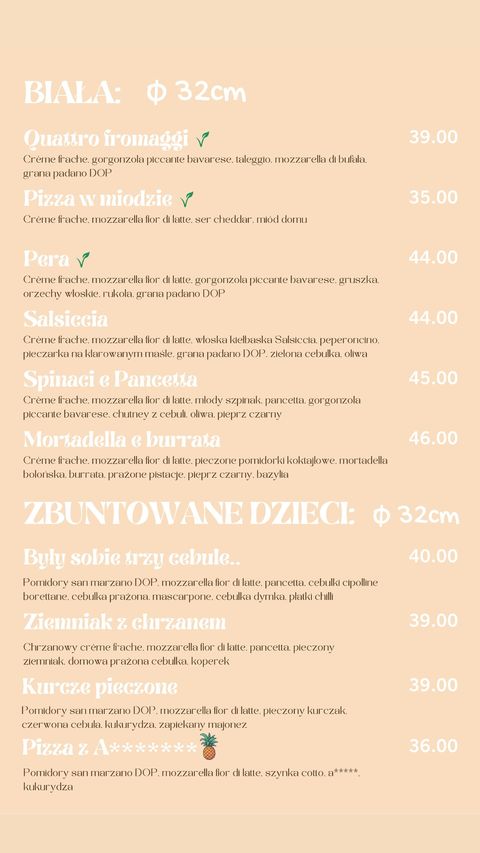 BIAŁA: Φ 32cm
Quattro fromaggi 39.00
Créme frache, gorgonzola piccante bavarese, taleggio, mozzarella di bufala,
grana padano DOP
Pizza w miodzie 35.00
Créme frache, mozzarella fior di latte, ser cheddar, miód domu
Pera 44.00
Créme frache, mozzarella fior di latte, gorgonzola piccante bavarese, gruszka,
orzechy włoskie, rukola, grana padano DOP
Salsiccia 44.00
Créme frache, mozzarella fior di latte, włoska kiełbaska Salsiccia, peperoncino,
pieczarka na klarowanym maśle, grana padano DOP, zielona cebulka, oliwa
Spinaci e Pancetta 45.00
Créme frache, mozzarella fior di latte, młody szpinak, pancetta, gorgonzola
piccante bavarese, chutney z cebuli, oliwa, pieprz czarny
Mortadella e burrata 46.00
Créme frache, mozzarella fior di latte, pieczone pomidorki koktajlowe, mortadella
bolońska, burrata, prażone pistacje, pieprz czarny, bazylia
ZBUNTOWANE DZIECI: Φ 32cm
Były sobie trzy cebule.. 40.00
Pomidory san marzano DOP, mozzarella fior di latte, pancetta, cebulki cipolline
borettane, cebulka prażona, mascarpone, cebulka dymka, płatki chilli
Ziemniak z chrzanem 39.00
Chrzanowy créme frache, mozzarella fior di latte, pancetta, pieczony
ziemniak, domowa prażona cebulka, koperek
Kurcze pieczone 39.00
Pomidory san marzano DOP, mozzarella fior di latte, pieczony kurczak,
czerwona cebula, kukurydza, zapiekany majonez
Pizza z A******* 36.00
Pomidory san marzano DOP, mozzarella fior di latte, szynka cotto, a*****,
kukurydza